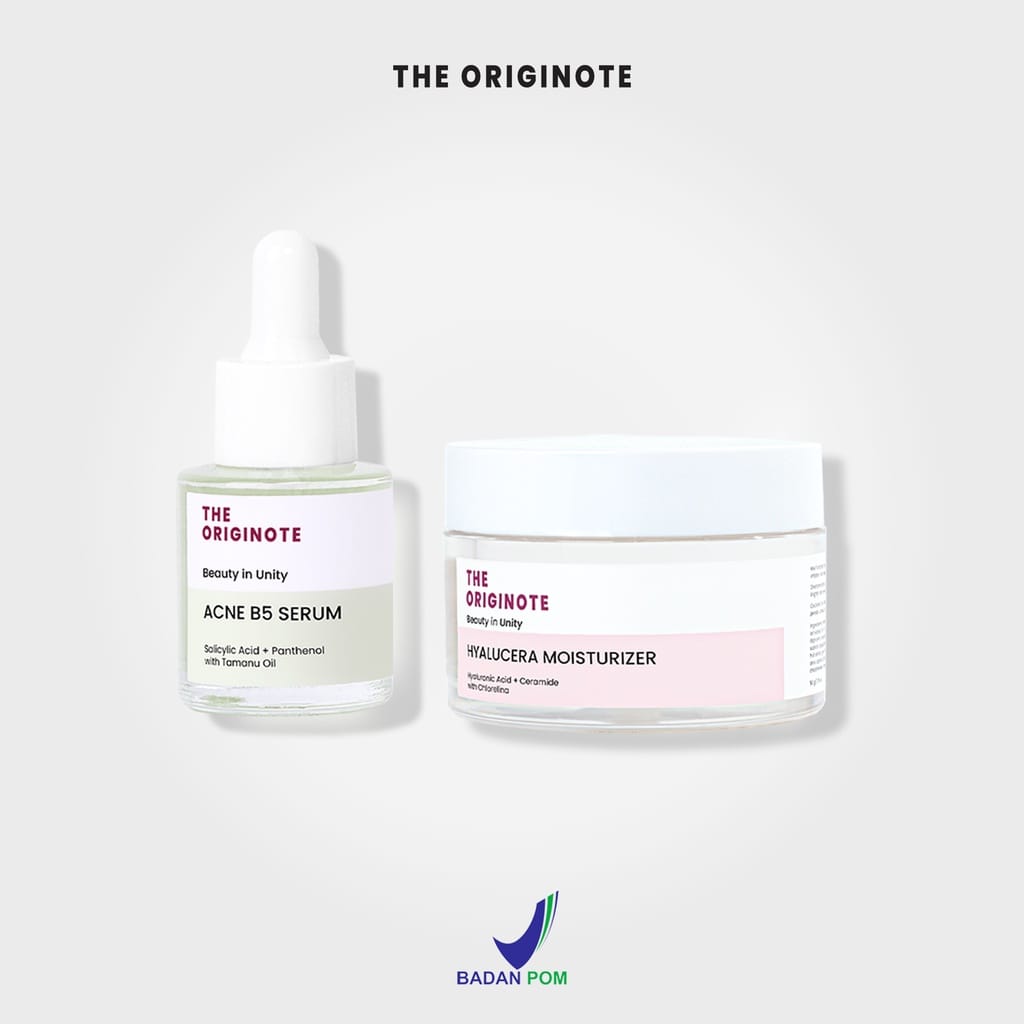 THE ORIGINOTE
THE
ORIGINOTE
Beauty in Unity
ACNE B5 SERUM
Salicylic Acid + Panthenol
with Tamanu Oil
THE
ORIGINOTE
Beauty in Unity
HYALUCERA MOISTURIZER
Hyaluronic Acid + Ceramide
with Chlorelina
BADAN POM